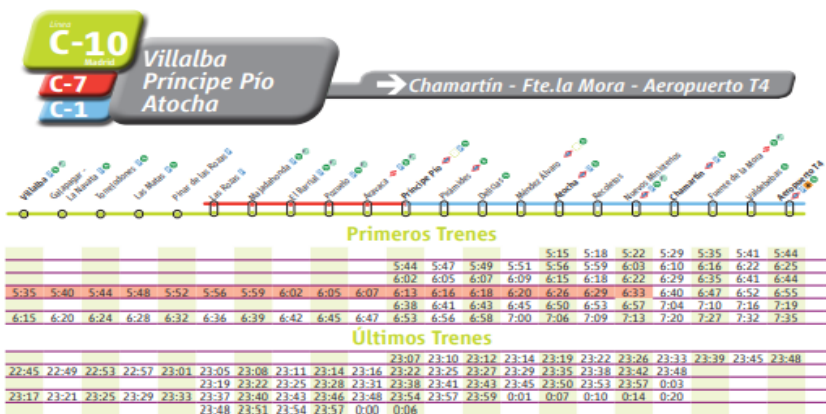 Línea
C-10
Madrid
C-7
C-1
Villalba
Príncipe Pío
Atocha
Chamartín - Fte.la Mora - Aeropuerto T4
Villalba
Galapagar -
La Navata
Torrelodones
Las Matas
Pinar de las Rozas
Las Rozas
Majadahonda
El Barrial
Pozuelo
Aravaca
Príncipe Pío
Pirámides
Delicias
Méndez Álvaro
Atocha
Recoletos
Nuevos Ministerios
Chamartín
Fuente de la Mora
Valdebebas
Aeropuerto T4
Primeros Trenes
5:15 5:18 5:22 5:29 5:35 5:41 5:44
5:44 5:47 5:49 5:51 5:56 5:59 6:03 6:10 6:16 6:22 6:25
6:02 6:05 6:07 6:09 6:15 6:18 6:22 6:29 6:35 6:41 6:44
5:35 5:40 5:44 5:48 5:52 5:56 5:59 6:02 6:05 6:07 6:13 6:16 6:18 6:20 6:26 6:29 6:33 6:40 6:47 6:52 6:55
6:38 6:41 6:43 6:45 6:50 6:53 6:57 7:04 7:10 7:16 7:19
6:15 6:20 6:24 6:28 6:32 6:36 6:39 6:42 6:45 6:47 6:53 6:56 6:58 7:00 7:06 7:09 7:13 7:20 7:27 7:32 7:35
Últimos Trenes
23:07 23:10 23:12 23:14 23:19 23:22 23:26 23:33 23:39 23:45 23:48
22:45 22:49 22:53 22:57 23:01 23:05 23:08 23:11 23:14 23:16 23:22 23:25 23:27 23:29 23:35 23:38 23:42 23:48
23:19 23:22 23:25 23:28 23:31 23:38 23:41 23:43 23:45 23:50 23:53 23:57 0:03
23:17 23:21 23:25 23:29 23:33 23:37 23:40 23:43 23:46 23:48 23:54 23:57 23:59 0:01 0:07 0:10 0:14 0:20
23:48 23:51 23:54 23:57 0:00 0:06